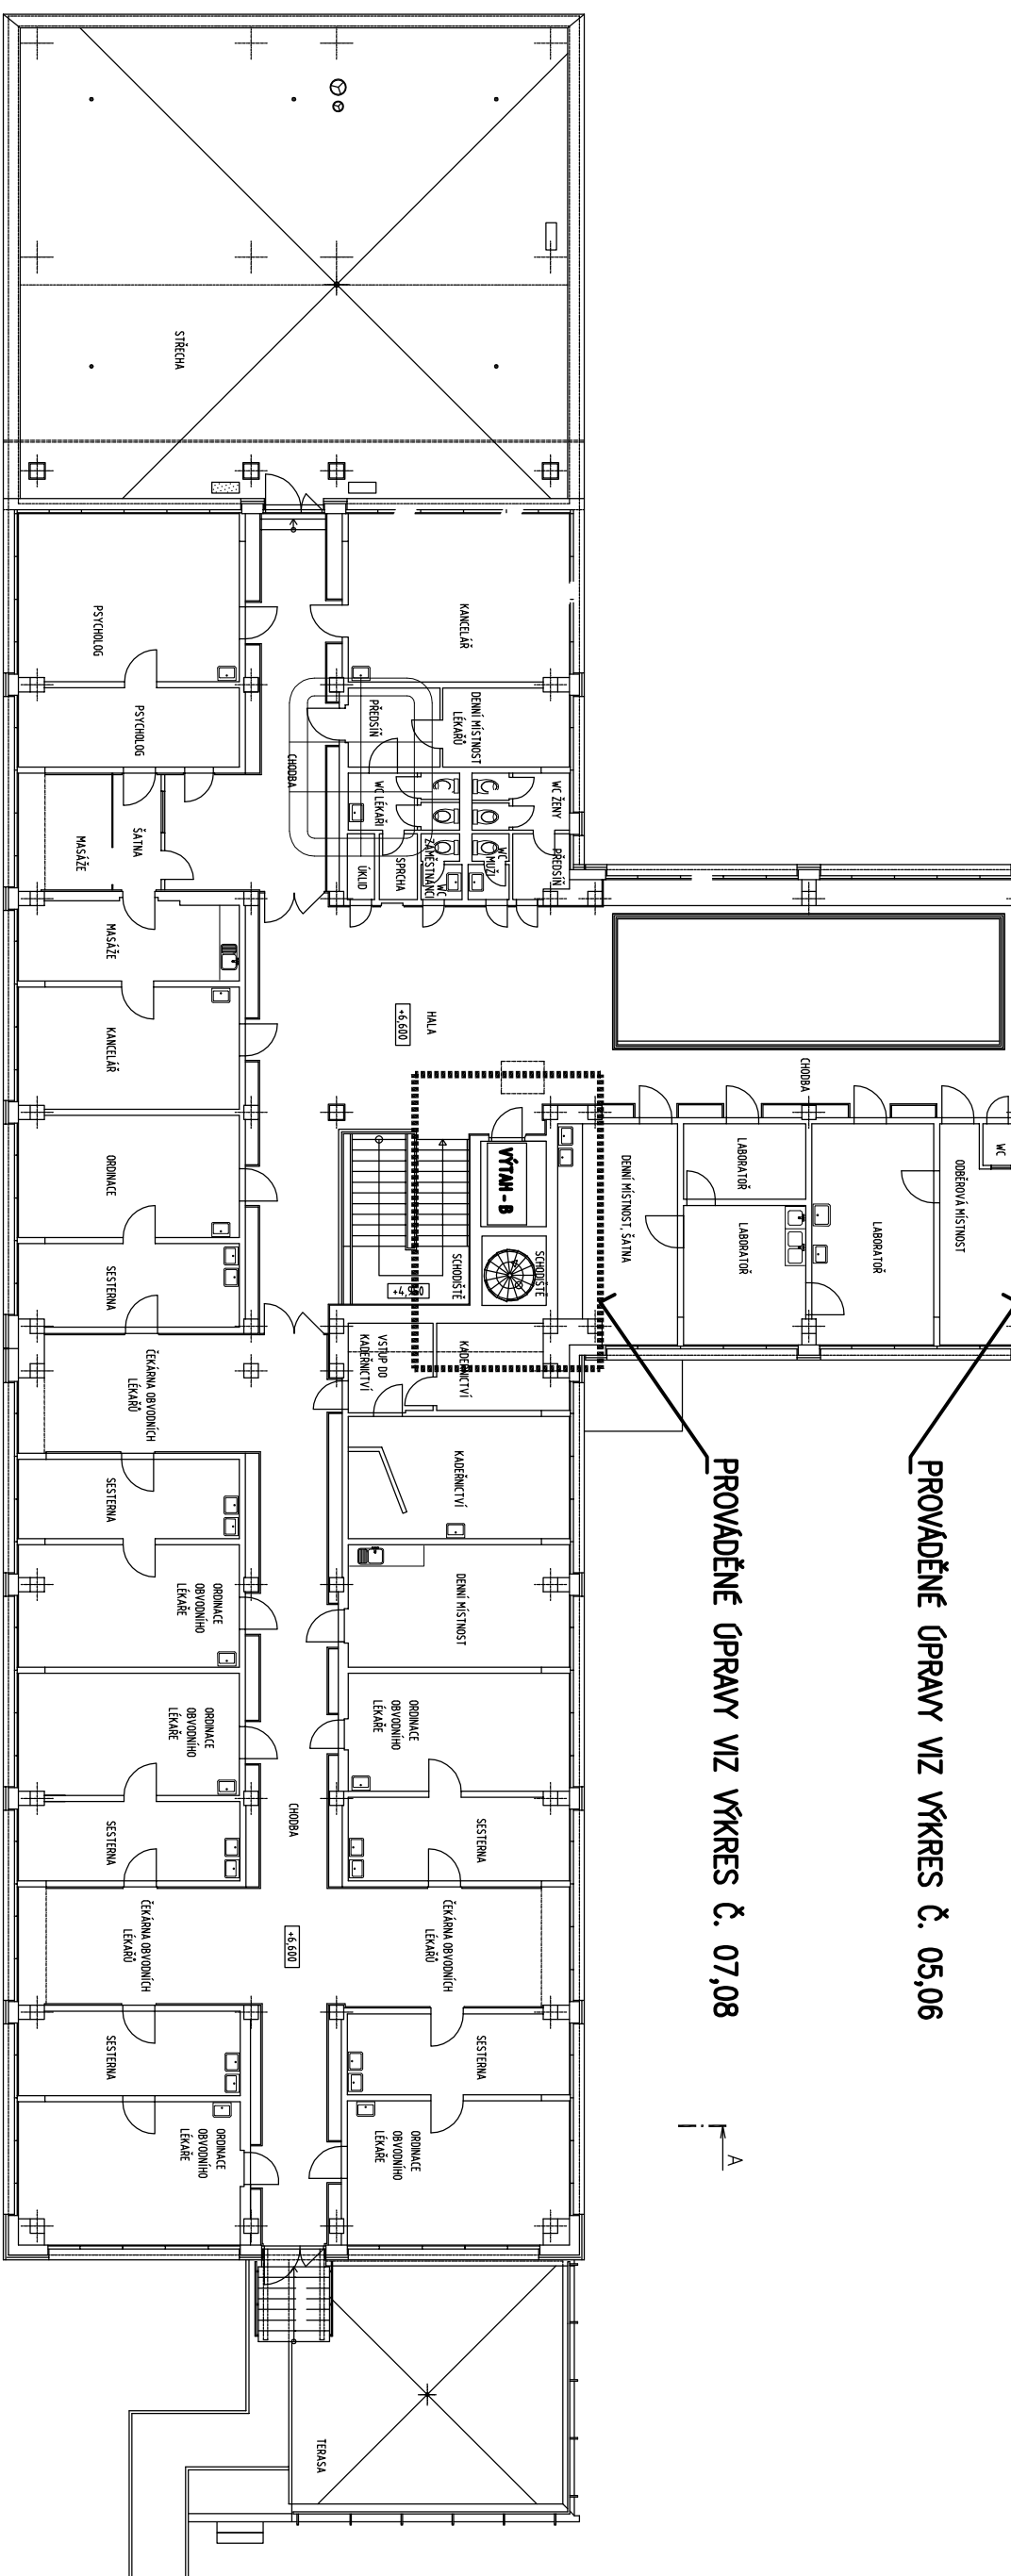 STŘECHA
PSYCHOLOG
KANCELÁŘ
PSYCHOLOG
PŘEDSÍŇ
DENNÍ MÍSTNOST
LÉKAŘŮ
CHODBA
WC LÉKAŘI
WC ŽENY
MASÁŽE
ŠATNA
ÚKLID
SPRCHA
WC
ZAMĚSTNANCI
WC
MUŽI
PŘEDSÍŇ
MASÁŽE
KANCELÁŘ
+6,600
HALA
CHODBA
ORDINACE
VÝTAH - B
DENNÍ MÍSTNOST, ŠATNA
LABORATOŘ
LABORATOŘ
LABORATOŘ
ODBĚROVÁ MÍSTNOST
WC
SESTERNA
+4,950
SCHODIŠTĚ
SCHODIŠTĚ
ČEKÁRNA OBVODNÍCH
LÉKAŘŮ
VSTUP DO
KADEŘNICTVÍ
KADEŘNICTVÍ
SESTERNA
KADEŘNICTVÍ
PROVÁDĚNÉ ÚPRAVY VIZ VÝKRES Č. 07,08
PROVÁDĚNÉ ÚPRAVY VIZ VÝKRES Č. 05,06
ORDINACE
OBVODNÍHO
LÉKAŘE
DENNÍ MÍSTNOST
ORDINACE
OBVODNÍHO
LÉKAŘE
ORDINACE
OBVODNÍHO
LÉKAŘE
SESTERNA
CHODBA
SESTERNA
ČEKÁRNA OBVODNÍCH
LÉKAŘŮ
+6,600
ČEKÁRNA OBVODNÍCH
LÉKAŘŮ
SESTERNA
SESTERNA
ORDINACE
OBVODNÍHO
LÉKAŘE
ORDINACE
OBVODNÍHO
LÉKAŘE
A
TERASA